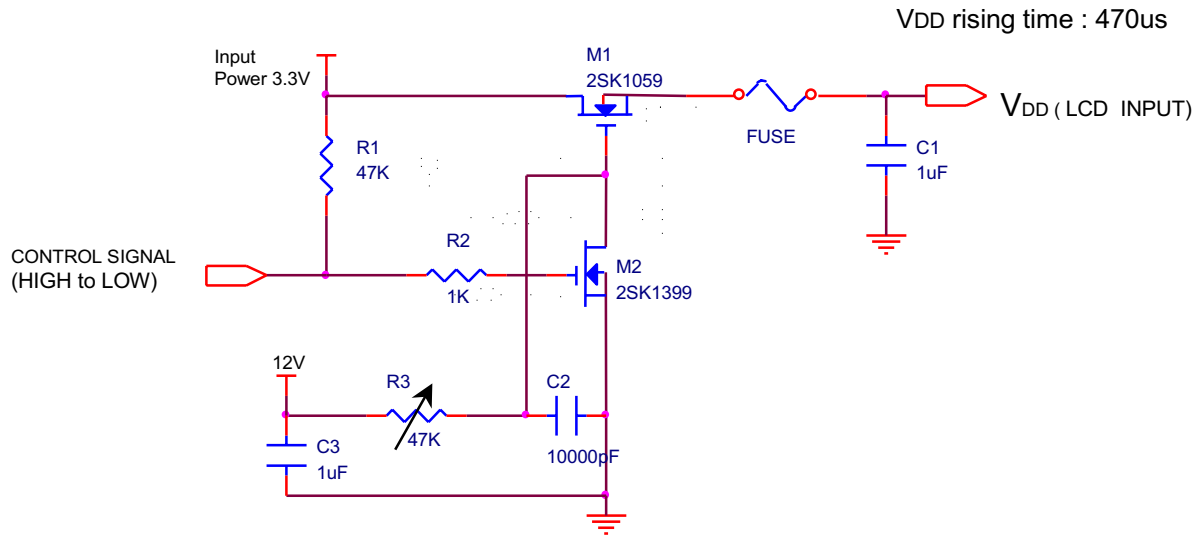 VDD rising time : 470us
Input
Power 3.3V
M1
2SK1059
R1
47K
FUSE
VDD ( LCD INPUT)
C1
1uF
CONTROL SIGNAL
(HIGH to LOW)
R2
1K
M2
2SK1399
12V
R3
47K
C2
10000pF
C3
1uF